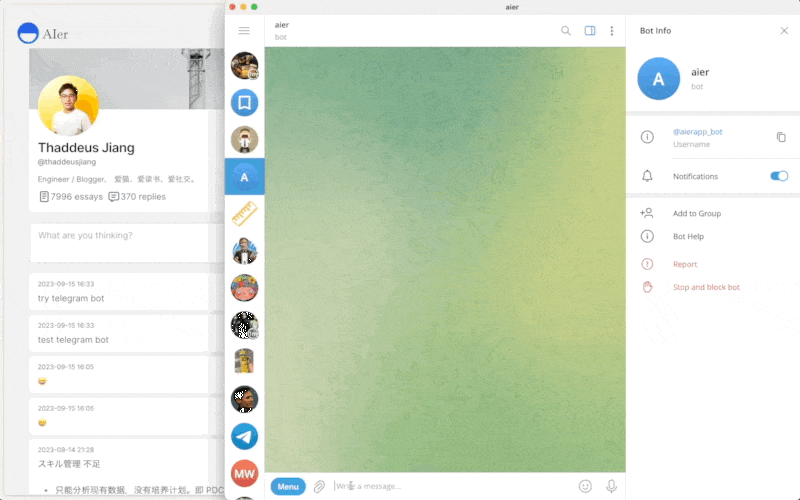 AIer
Thaddeus Jiang
@thaddeusjiang
Engineer / Blogger。 爱猫、爱读书、爱社交。
7996 essays 370 replies
What are you thinking?
2023-09-15 16:33
try telegram bot
2023-09-15 16:33
test telegram bot
2023-09-15 16:05
2023-09-15 16:05
2023-08-14 21:28
スキル管理 不足
• 只能分析现有数据，没有培养计划。即 PDC
aier
aier
bot
A
MW
Menu
Write a message...
Bot Info
A
aier
bot
@aierapp_bot
Username
Notifications
Add to Group
Bot Help
Report
Stop and block bot